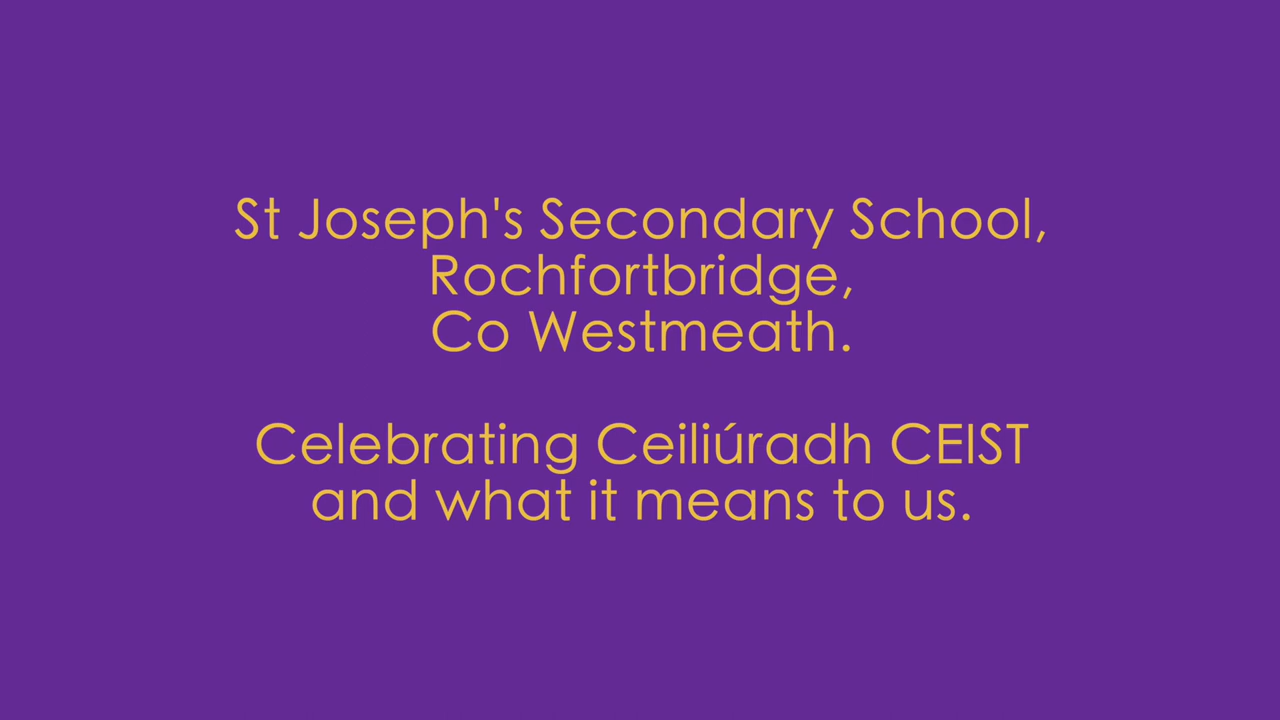 St Joseph's Secondary School,
Rochfortbridge,
Co Westmeath.
Celebrating Ceiliúradh CEIST
and what it means to us.